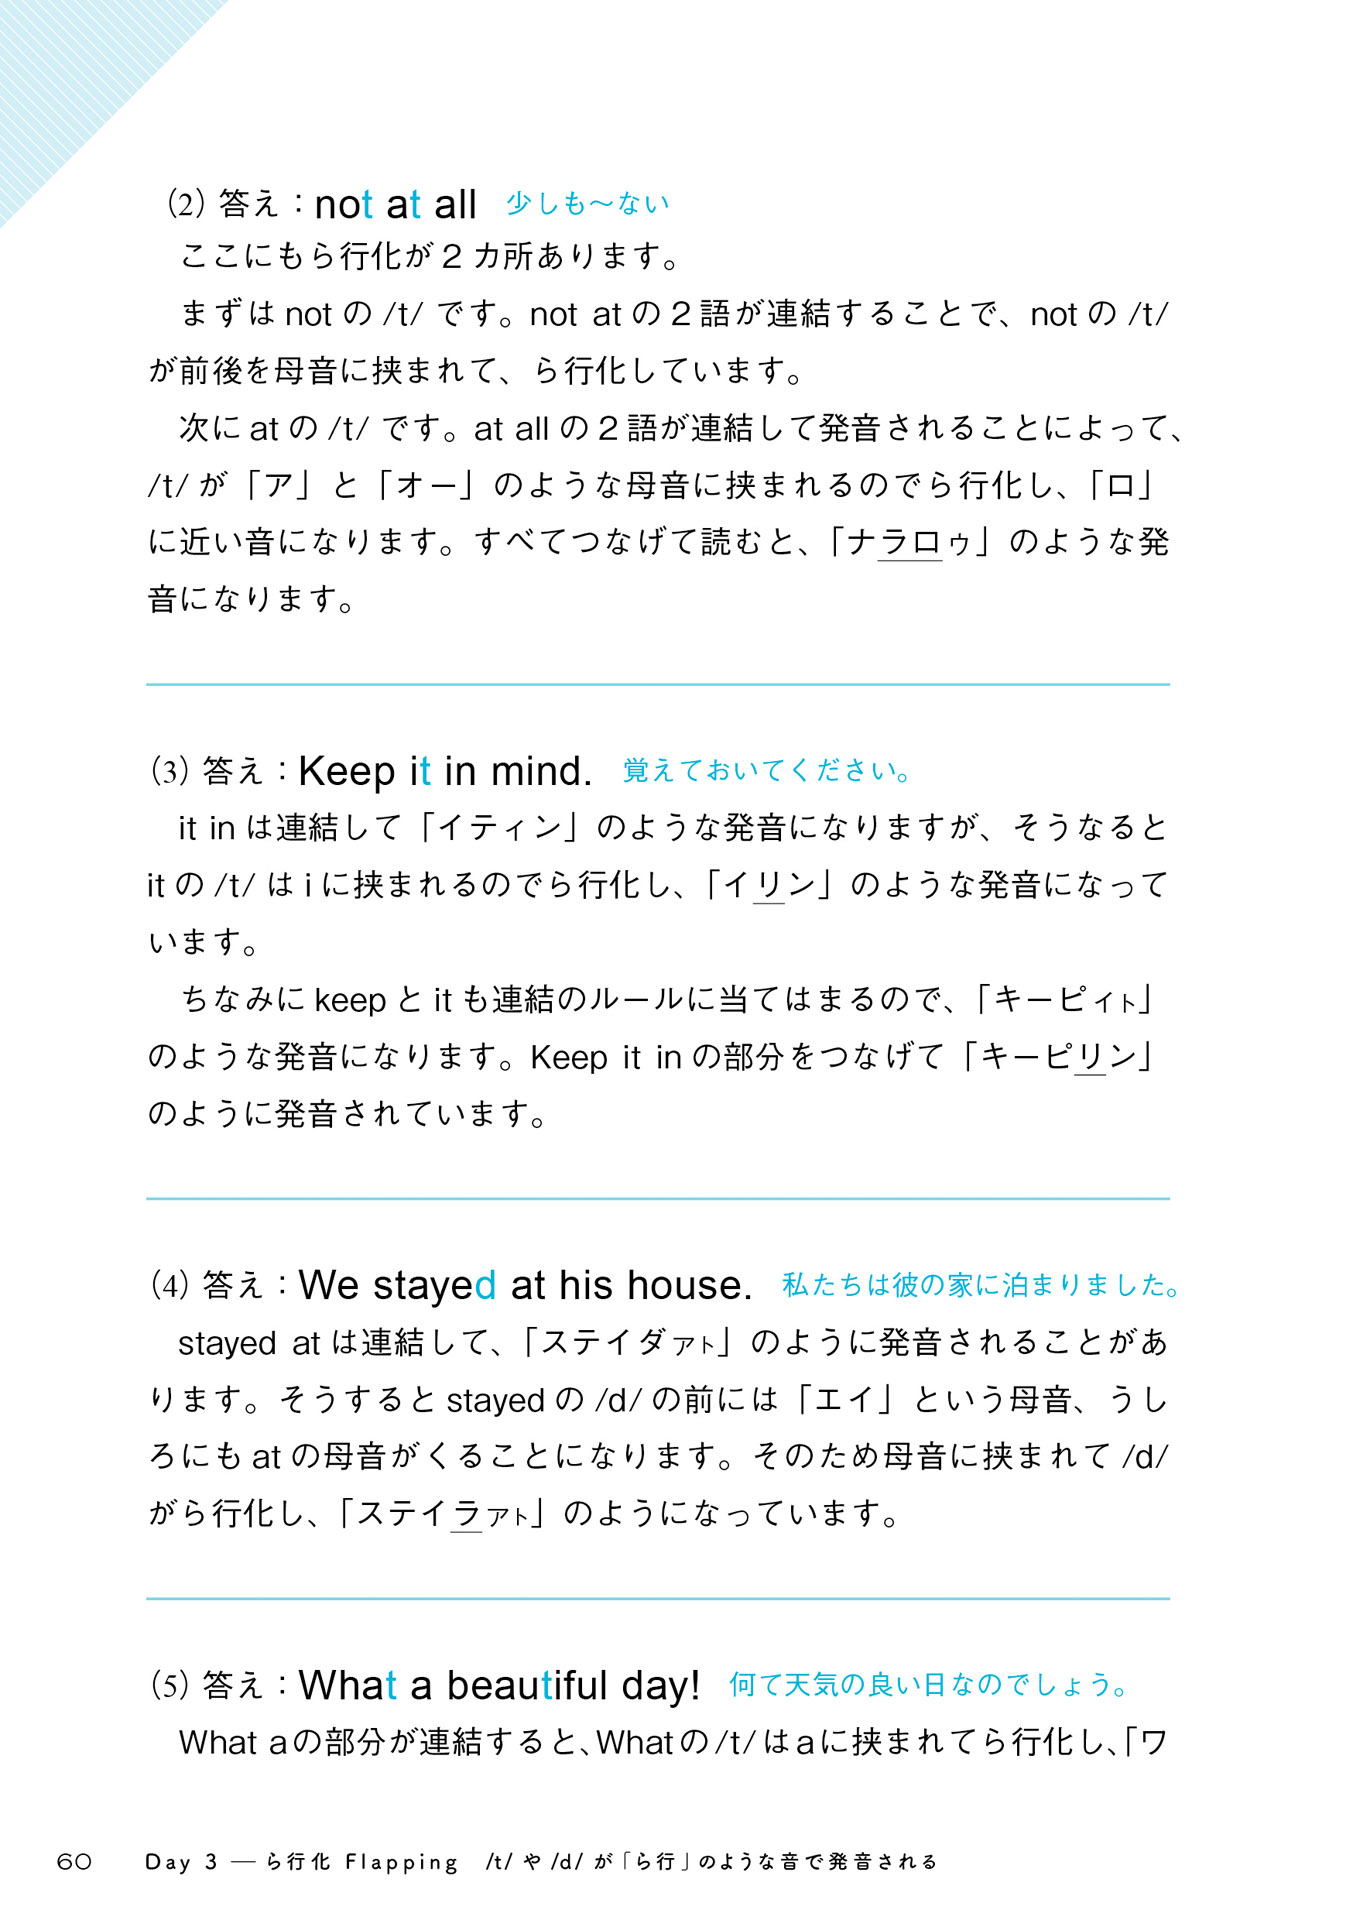 （2）答え：not at all　少しも〜ない
ここにもら行化が２カ所あります。
まずは not の /t/ です。not at の２語が連結することで、not の /t/
が前後を母音に挟まれて、ら行化しています。
次に at の /t/ です。at all の２語が連結して発音されることによって、
/t/ が「ア」と「オー」のような母音に挟まれるのでら行化し、「ロ」
に近い音になります。すべてつなげて読むと、「ナラロゥ」のような発
音になります。
（3）答え：Keep it in mind.　覚えておいてください。
it in は連結して「イティン」のような発音になりますが、そうなると
it の /t/ は i に挟まれるのでら行化し、「イリン」のような発音になって
います。
ちなみに keep と it も連結のルールに当てはまるので、「キーピィト」
のような発音になります。Keep it in の部分をつなげて「キーピリン」
のように発音されています。
（4）答え：We stayed at his house.　私たちは彼の家に泊まりました。
stayed at は連結して、「ステイダァト」のように発音されることがあ
ります。そうすると stayed の /d/ の前には「エイ」という母音、うし
ろにも at の母音がくることになります。そのため母音に挟まれて /d/
がら行化し、「ステイラァト」のようになっています。
（5）答え：What a beautiful day!　何て天気の良い日なのでしょう。
What aの部分が連結すると、Whatの/t/はaに挟まれてら行化し、「ワ
60　Day 3 — ら行化 Flapping　/t/ や /d/ が「ら行」のような音で発音される